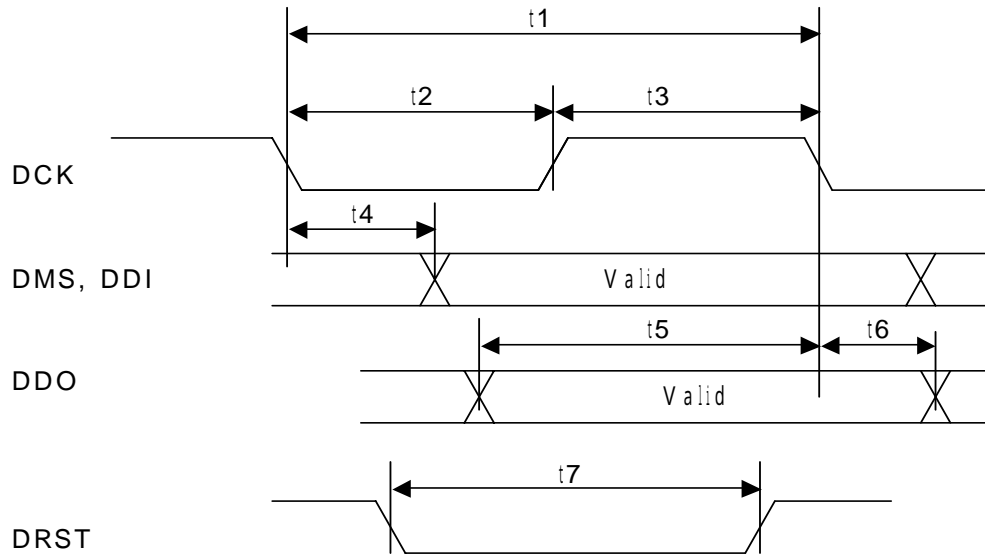 t1
t2
t3
DCK
t4
DMS, DDI
Valid
t5
t6
DDO
Valid
t7
DRST